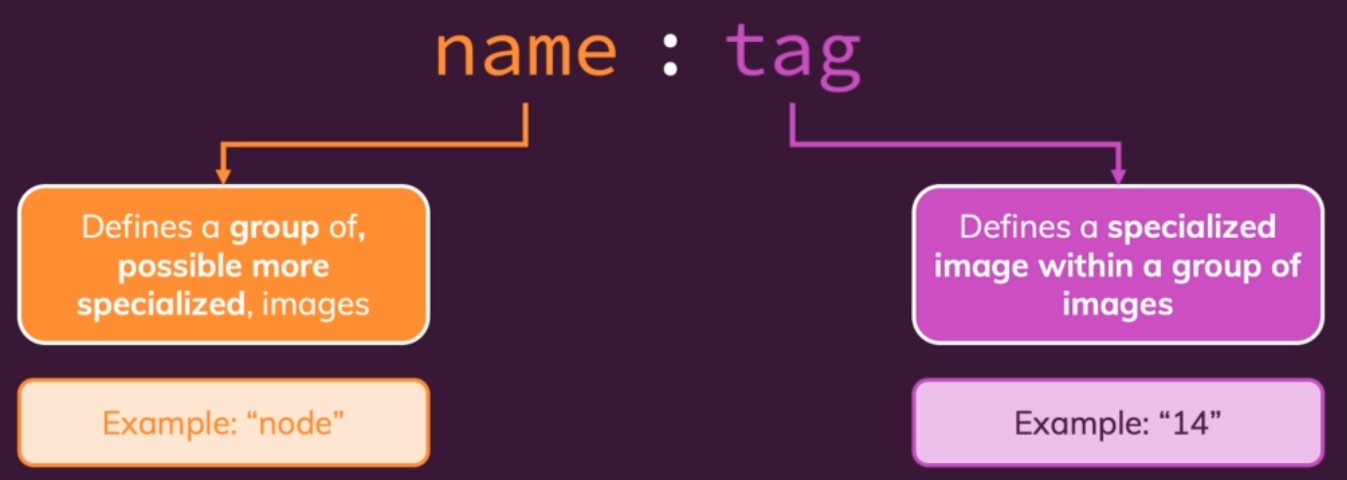 name : tag
Defines a group of,
possible more
specialized, images
Defines a specialized
image within a group of
images
Example: “node”
Example: “14”